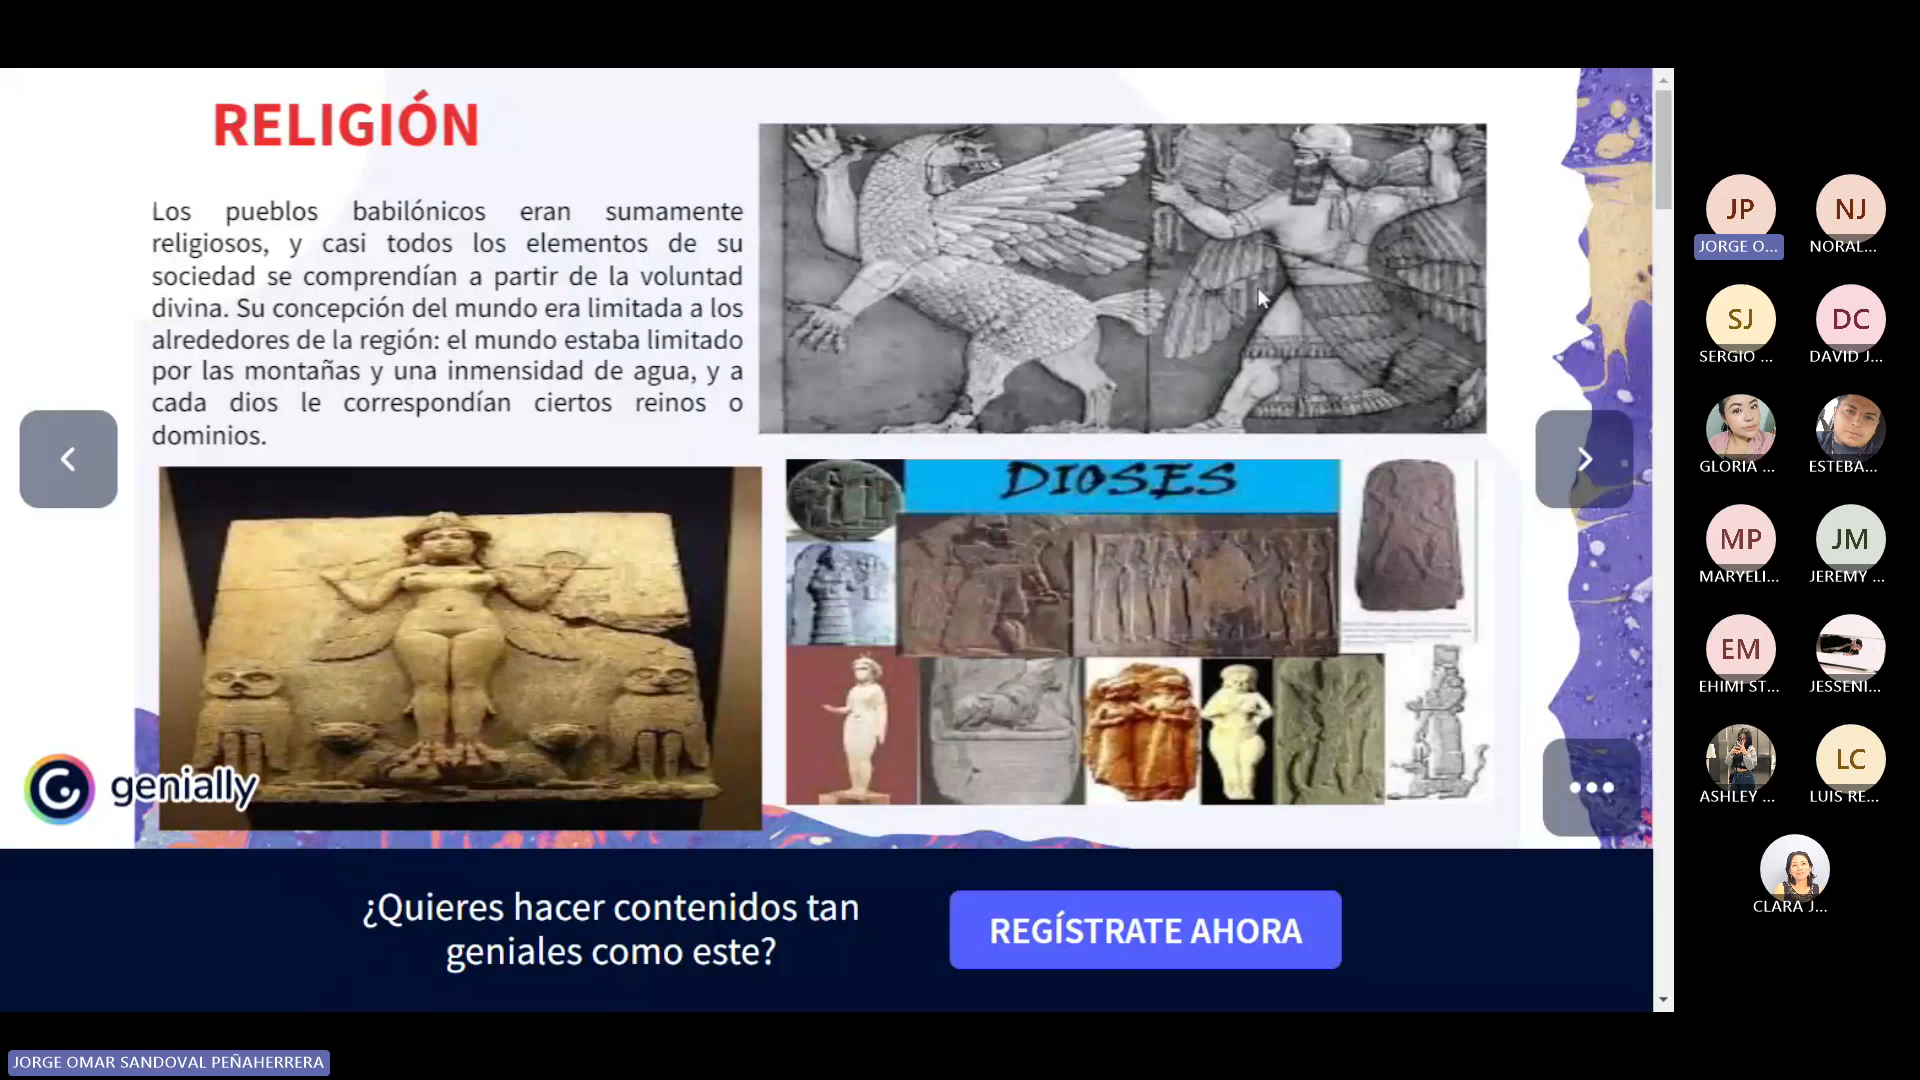 RELIGIÓN
Los pueblos babilónicos eran sumamente
religiosos, y casi todos los elementos de su
sociedad se comprendían a partir de la voluntad
divina. Su concepción del mundo era limitada a los
alrededores de la región: el mundo estaba limitado
por las montañas y una inmensidad de agua, y a
cada dios le correspondían ciertos reinos o
dominios.
DIOSES
genially
¿Quieres hacer contenidos tan
geniales como este?
REGÍSTRATE AHORA
JP
JORGE O...
NJ
NORAL...
SJ
SERGIO ...
DC
DAVID J...
GLORIA ...
ESTEBA...
MP
MARYELI...
JM
JEREMY ...
EM
EHIMI ST...
JESSENI...
ASHLEY ...
LC
LUIS RE...
CLARA J...
JORGE OMAR SANDOVAL PEÑAHERRERA